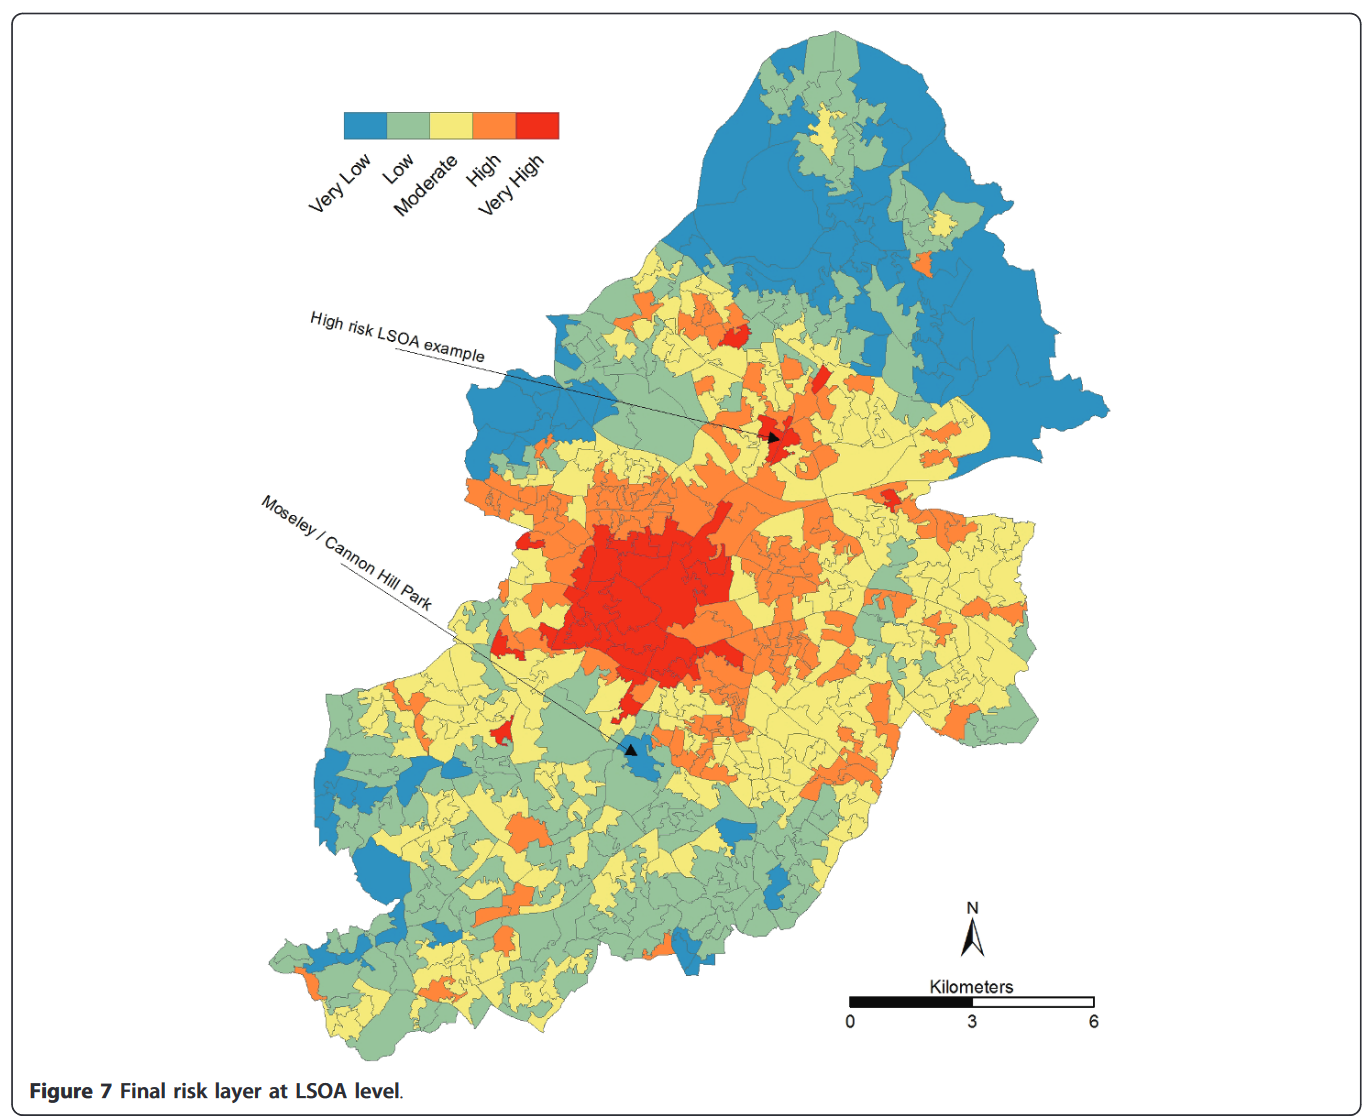 Very Low
Low
Moderate
High
Very High
High risk LSOA example
Moseley / Cannon Hill Park
N
Kilometers
0 3 6
Figure 7 Final risk layer at LSOA level.